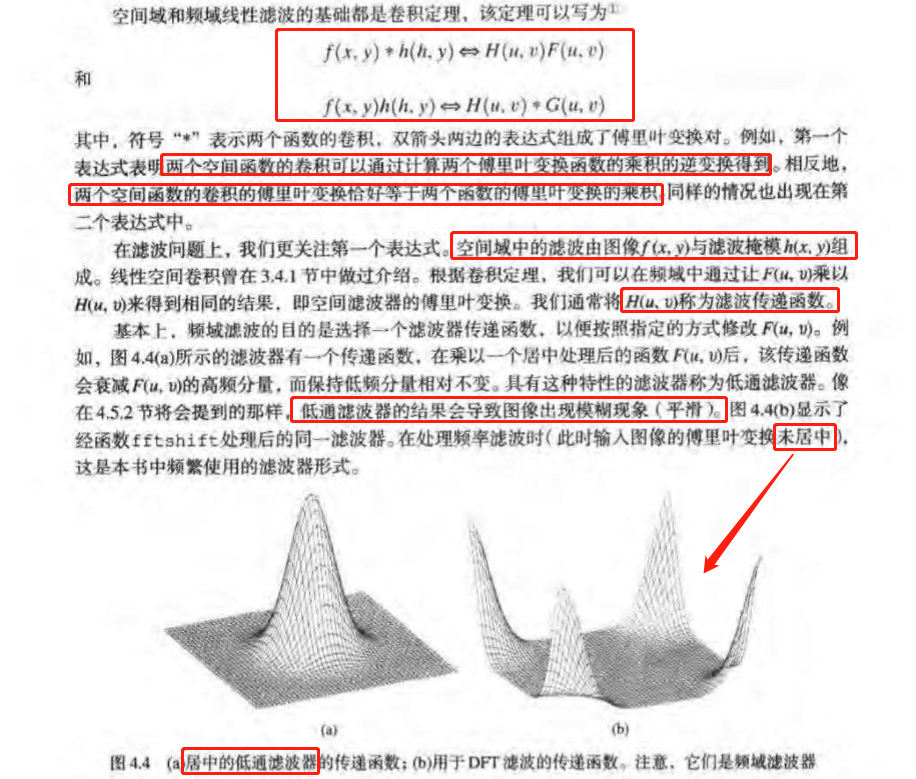 空间域和频域线性滤波的基础都是卷积定理，该定理可以写为①
f(x, y) * h(h, y) ⇔ H(u, υ)F(u, υ)
和
f(x, y)h(h, y) ⇔ H(u, υ) * G(u, υ)
其中，符号“*”表示两个函数的卷积，双箭头两边的表达式组成了傅里叶变换对。例如，第一个
表达式表明两个空间函数的卷积可以通过计算两个傅里叶变换函数的乘积的逆变换得到。相反地，
两个空间函数的卷积的傅里叶变换恰好等于两个函数的傅里叶变换的乘积。同样的情况也出现在第
二个表达式中。
在滤波问题上，我们更关注第一个表达式。空间域中的滤波由图像f(x, y)与滤波掩模h(x, y)组
成。线性空间卷积曾在3.4.1节中做过介绍。根据卷积定理，我们可以在频域中通过让F(u, υ)乘以
H(u, υ)来得到相同的结果，即空间滤波器的傅里叶变换。我们通常将H(u, υ)称为滤波传递函数。
基本上，频域滤波的目的是选择一个滤波器传递函数，以便按照指定的方式修改F(u, υ)。例
如，图4.4(a)所示的滤波器有一个传递函数，在乘以一个居中处理后的函数F(u, υ)后，该传递函数
会衰减F(u, υ)的高频分量，而保持低频分量相对不变。具有这种特性的滤波器称为低通滤波器。像
在4.5.2节将会提到的那样，低通滤波器的结果会导致图像出现模糊现象（平滑）。图4.4(b)显示了
经函数fftshift处理后的同一滤波器。在处理频率滤波时（此时输入图像的傅里叶变换未居中），
这是本书中频繁使用的滤波器形式。
(a) (b)
图4.4 (a)居中的低通滤波器的传递函数；(b)用于DFT滤波的传递函数。注意，它们是频域滤波器